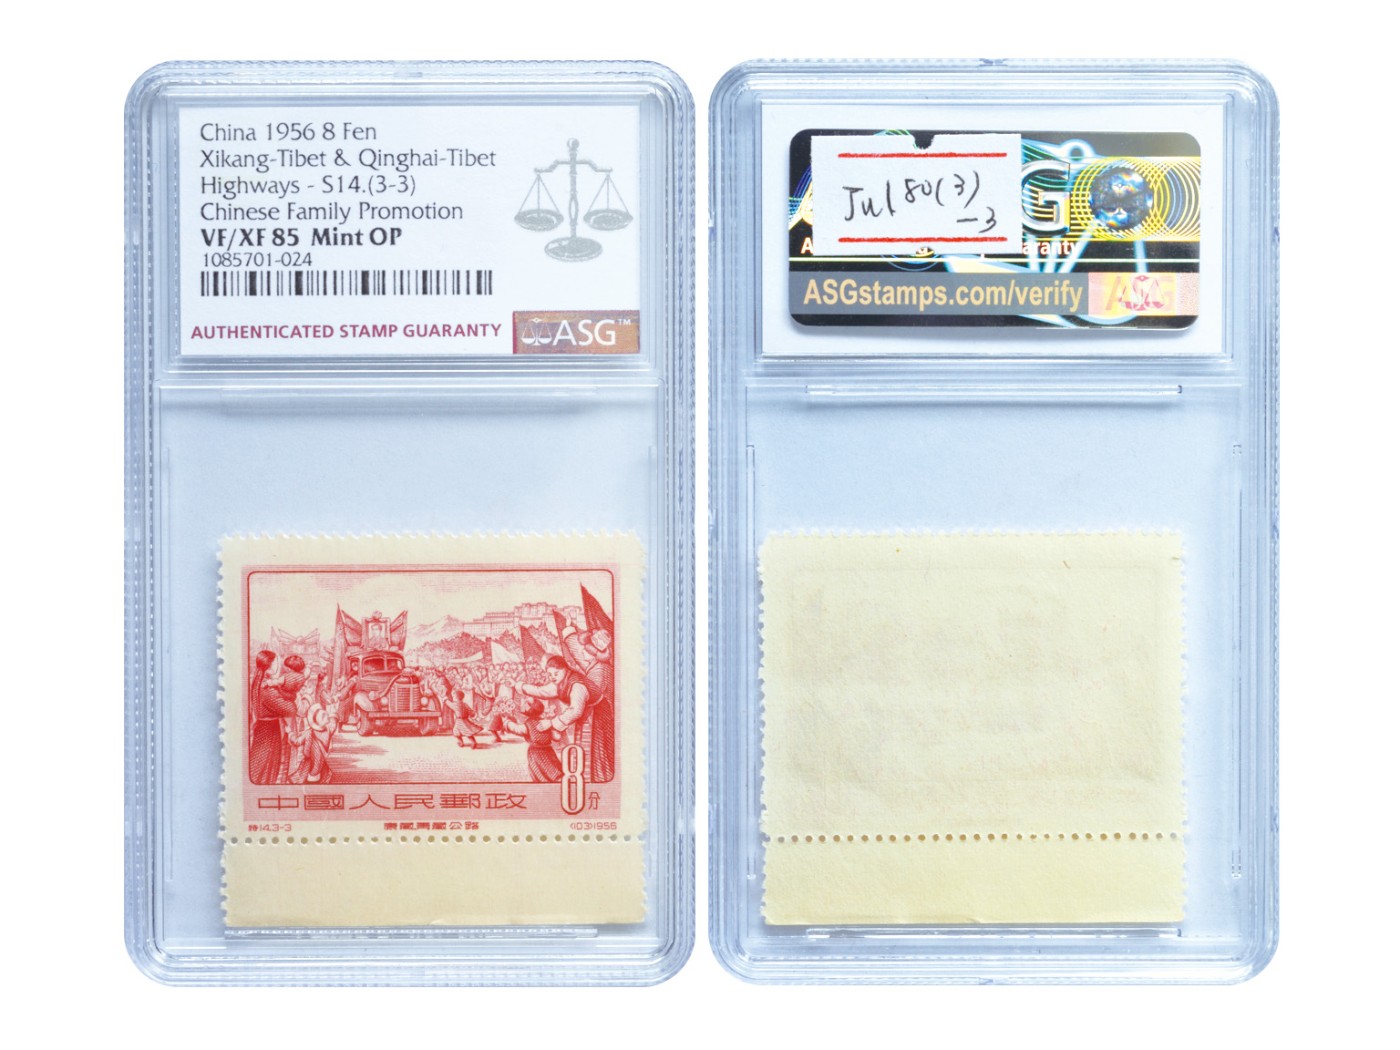 China 1956 8 Fen
Xikang-Tibet & Qinghai-Tibet
Highways - S14.(3-3)
Chinese Family Promotion
VF/XF 85 Mint OP
1085701-024
AUTHENTICATED STAMP GUARANTY
ASG™
中國人民郵政
8分
特14.3-3
康藏青藏公路
(103)1956
Jul 80(3)
-3
G
A
aranty
ASGstamps.com/verify
ASG